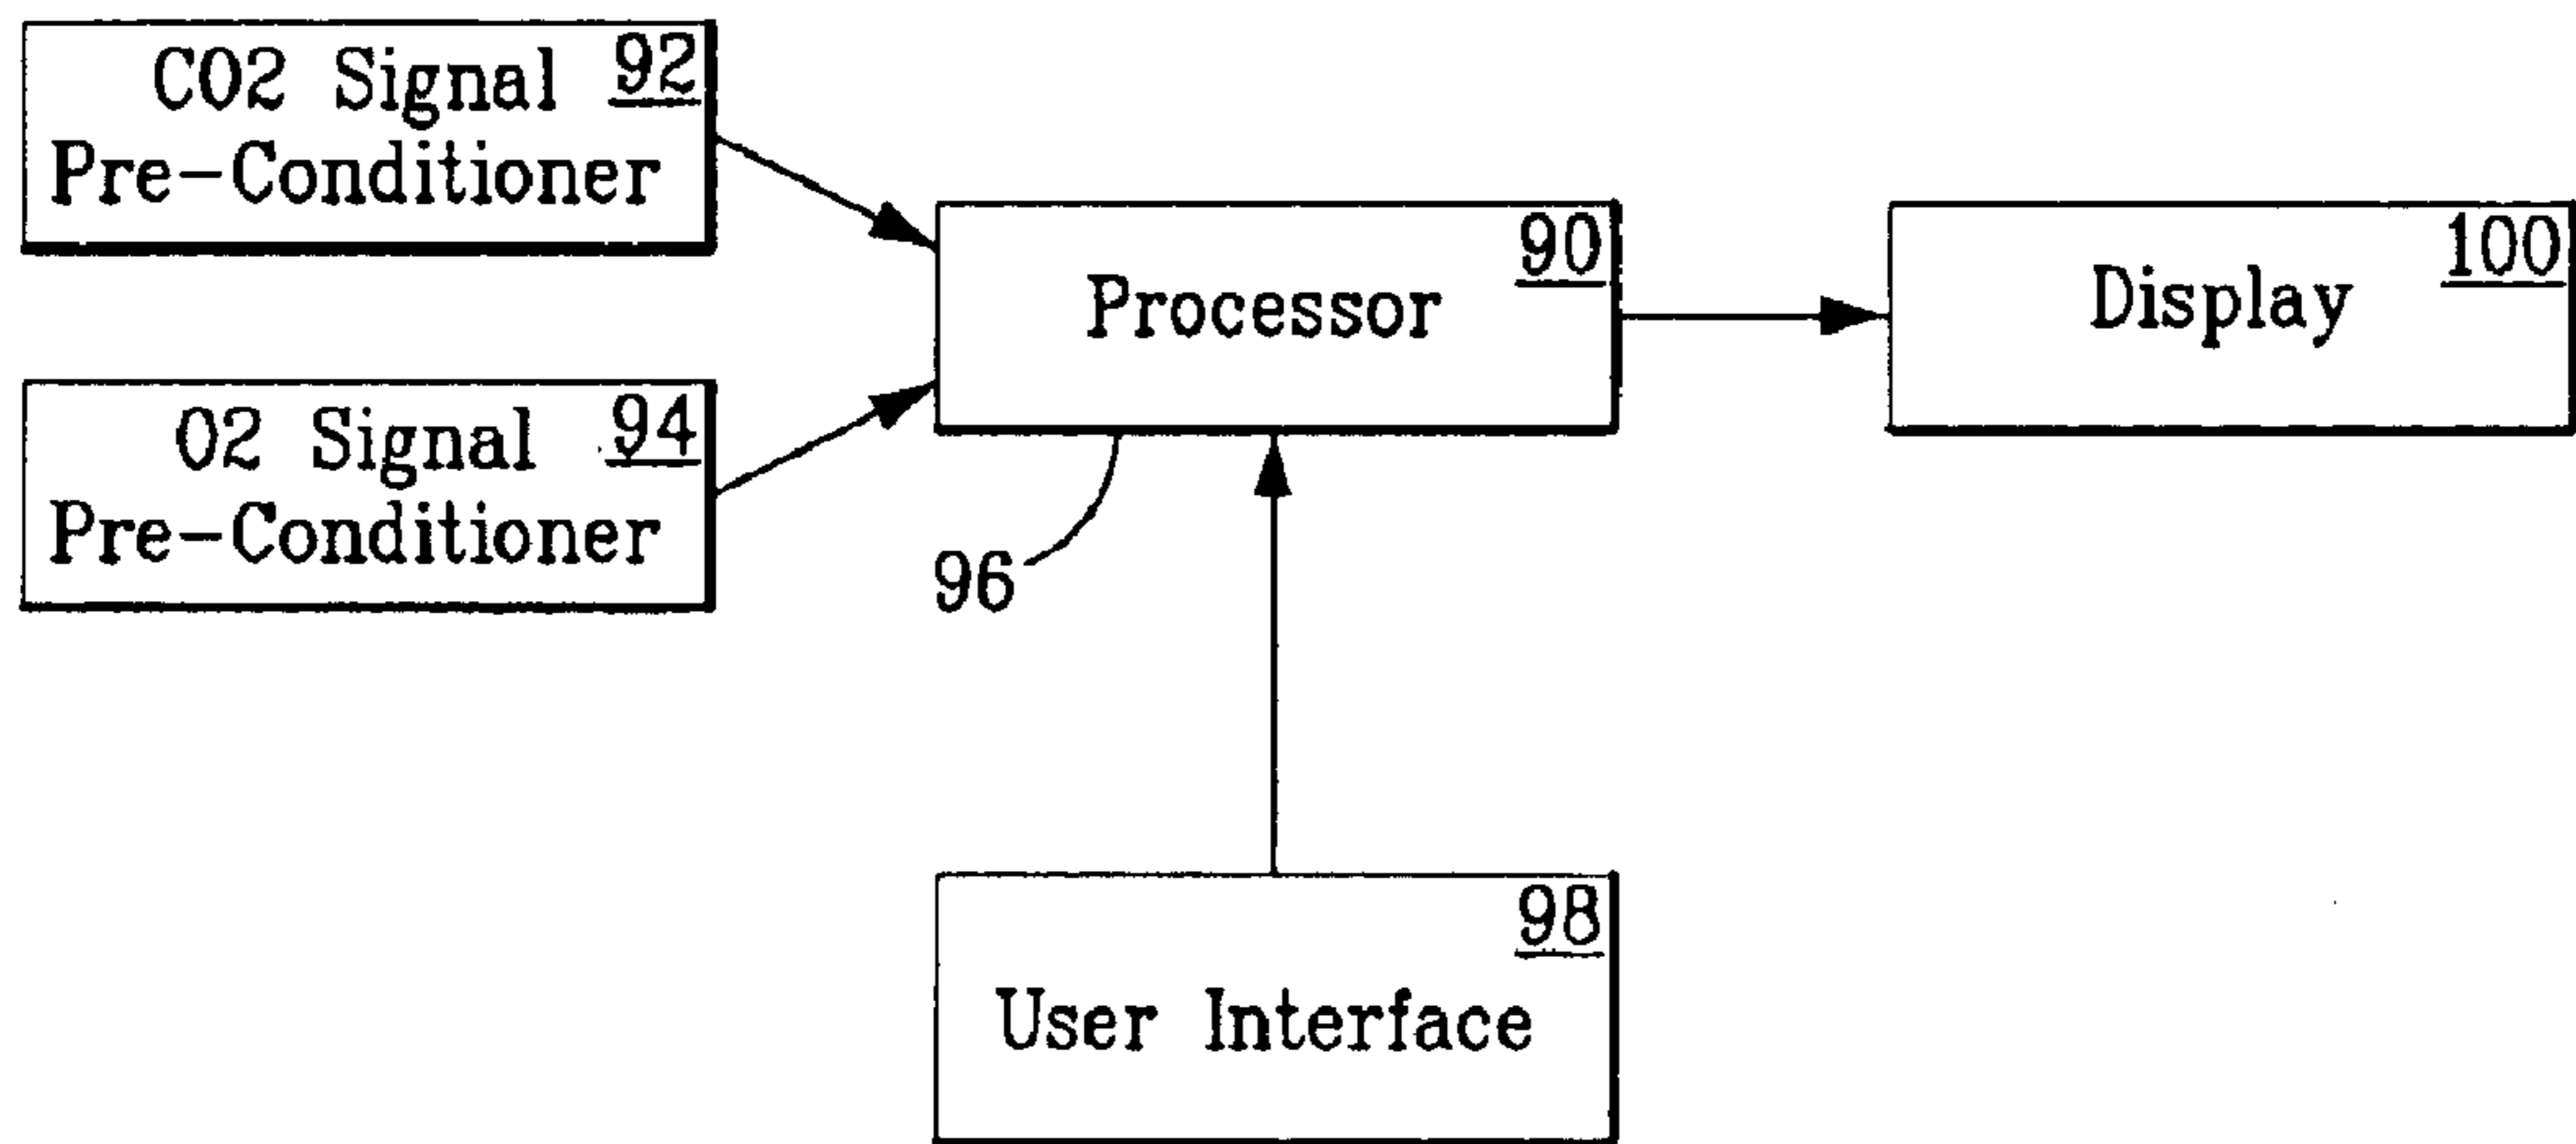 CO2 Signal 92
Pre-Conditioner
O2 Signal 94
Pre-Conditioner
Processor 90
96
Display 100
User Interface 98